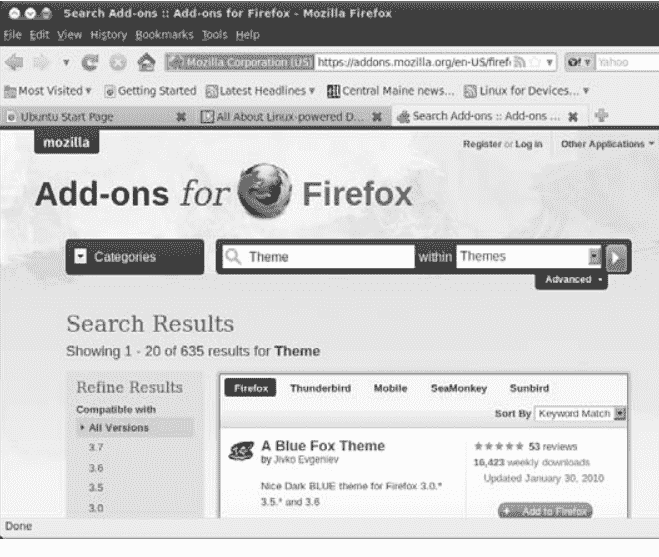 Search Add-ons :: Add-ons for Firefox - Mozilla Firefox
File Edit View History Bookmarks Tools Help
Mozilla Corporation (US) https://addons.mozilla.org/en-US/firef Yahoo
Most Visited Getting Started Latest Headlines Central Maine news... Linux for Devices...
Ubuntu Start Page All About Linux-powered D... Search Add-ons :: Add-ons ...
mozilla Register or Log in Other Applications
Add-ons for Firefox
Categories Theme within Themes
Advanced
Search Results
Showing 1 - 20 of 635 results for Theme
Refine Results
Compatible with
All Versions
3.7
3.6
3.5
3.0
Firefox Thunderbird Mobile SeaMonkey Sunbird
Sort By Keyword Match
A Blue Fox Theme
by Jivko Evgeniev
Nice Dark BLUE theme for Firefox 3.0.*
3.5.* and 3.6
53 reviews
16,423 weekly downloads
Updated January 30, 2010
+ Add to Firefox
Done